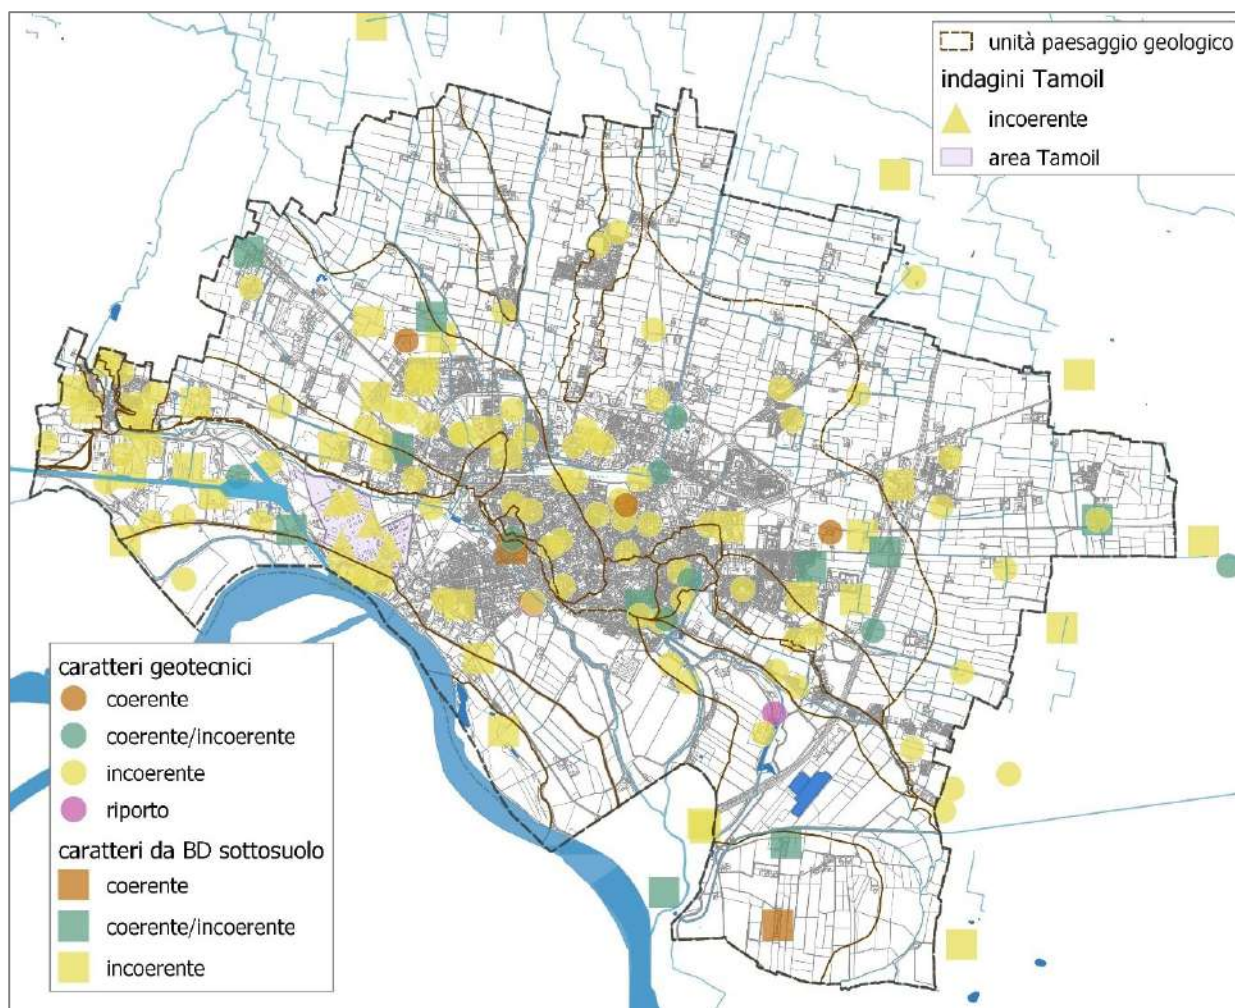 unità paesaggio geologico
indagini Tamoil
incoerente
area Tamoil
caratteri geotecnici
coerente
coerente/incoerente
incoerente
riporto
caratteri da BD sottosuolo
coerente
coerente/incoerente
incoerente